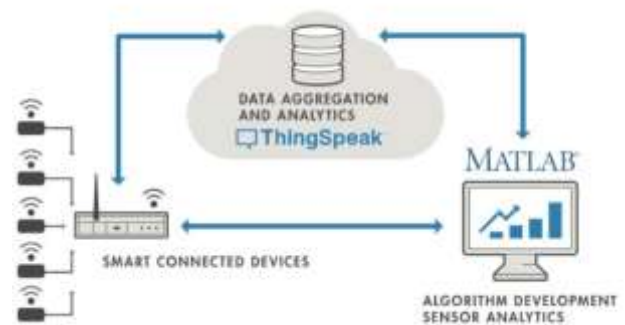 DATA AGGREGATION
AND ANALYTICS
ThingSpeak
MATLAB®
SMART CONNECTED DEVICES
ALGORITHM DEVELOPMENT
SENSOR ANALYTICS